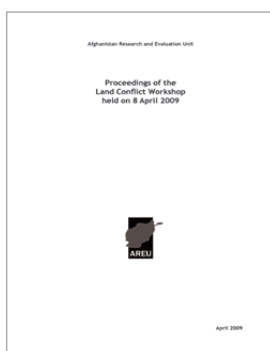 Afghanistan Research and Evaluation Unit
Proceedings of the
Land Conflict Workshop
held on 8 April 2009
AREU
April 2009